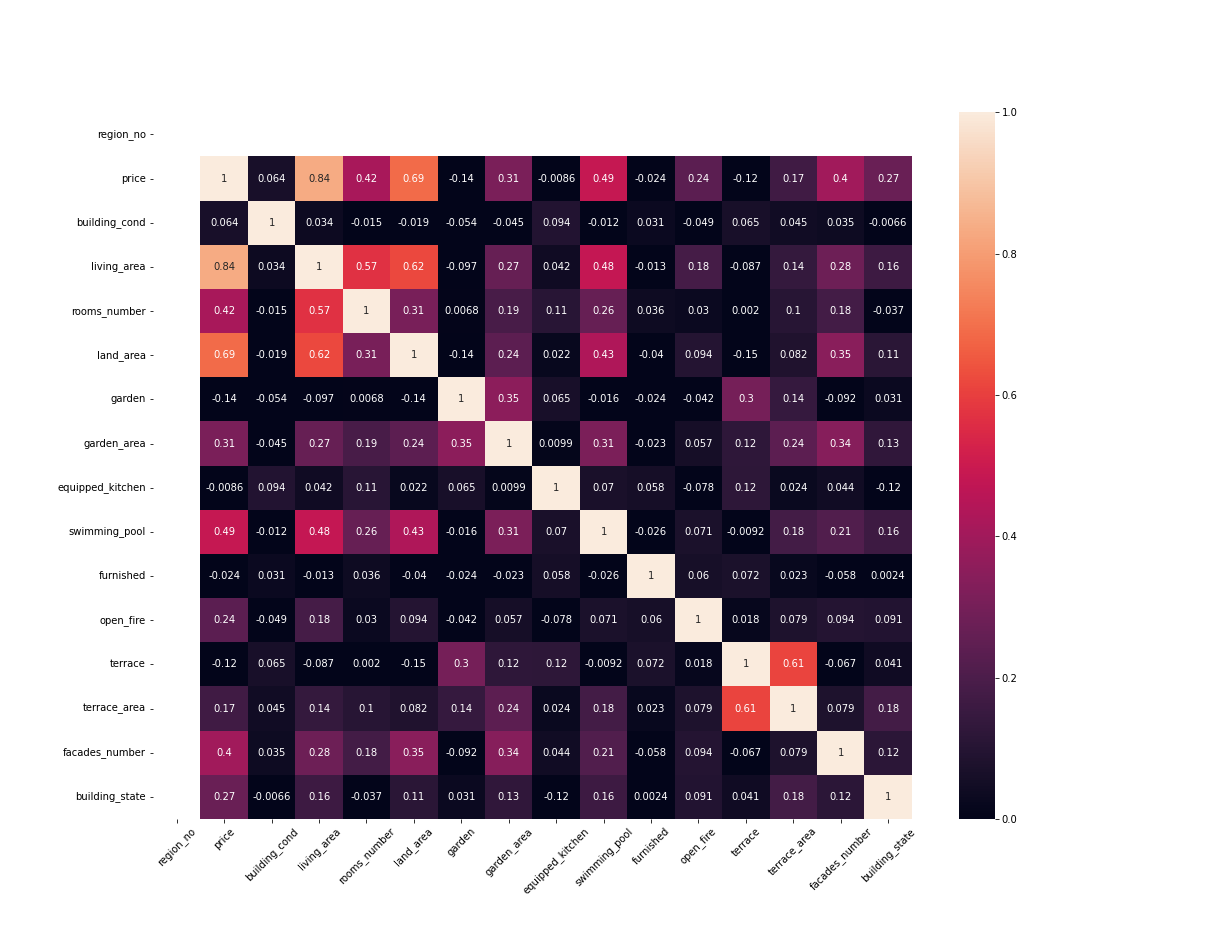 region_no
price 1 0.064 0.84 0.42 0.69 -0.14 0.31 -0.0086 0.49 -0.024 0.24 -0.12 0.17 0.4 0.27
building_cond 0.064 1 0.034 -0.015 -0.019 -0.054 -0.045 0.094 -0.012 0.031 -0.049 0.065 0.045 0.035 -0.0066
living_area 0.84 0.034 1 0.57 0.62 -0.097 0.27 0.042 0.48 -0.013 0.18 -0.087 0.14 0.28 0.16
rooms_number 0.42 -0.015 0.57 1 0.31 0.0068 0.19 0.11 0.26 0.036 0.03 0.002 0.1 0.18 -0.037
land_area 0.69 -0.019 0.62 0.31 1 -0.14 0.24 0.022 0.43 -0.04 0.094 -0.15 0.082 0.35 0.11
garden -0.14 -0.054 -0.097 0.0068 -0.14 1 0.35 0.065 -0.016 -0.024 -0.042 0.3 0.14 -0.092 0.031
garden_area 0.31 -0.045 0.27 0.19 0.24 0.35 1 0.0099 0.31 -0.023 0.057 0.12 0.24 0.34 0.13
equipped_kitchen -0.0086 0.094 0.042 0.11 0.022 0.065 0.0099 1 0.07 0.058 -0.078 0.12 0.024 0.044 -0.12
swimming_pool 0.49 -0.012 0.48 0.26 0.43 -0.016 0.31 0.07 1 -0.026 0.071 -0.0092 0.18 0.21 0.16
furnished -0.024 0.031 -0.013 0.036 -0.04 -0.024 -0.023 0.058 -0.026 1 0.06 0.072 0.023 -0.058 0.0024
open_fire 0.24 -0.049 0.18 0.03 0.094 -0.042 0.057 -0.078 0.071 0.06 1 0.018 0.079 0.094 0.091
terrace -0.12 0.065 -0.087 0.002 -0.15 0.3 0.12 0.12 -0.0092 0.072 0.018 1 0.61 -0.067 0.041
terrace_area 0.17 0.045 0.14 0.1 0.082 0.14 0.24 0.024 0.18 0.023 0.079 0.61 1 0.079 0.18
facades_number 0.4 0.035 0.28 0.18 0.35 -0.092 0.34 0.044 0.21 -0.058 0.094 -0.067 0.079 1 0.12
building_state 0.27 -0.0066 0.16 -0.037 0.11 0.031 0.13 -0.12 0.16 0.0024 0.091 0.041 0.18 0.12 1
region_no price building_cond living_area rooms_number land_area garden garden_area equipped_kitchen swimming_pool furnished open_fire terrace terrace_area facades_number building_state
1.0
0.8
0.6
0.4
0.2
0.0